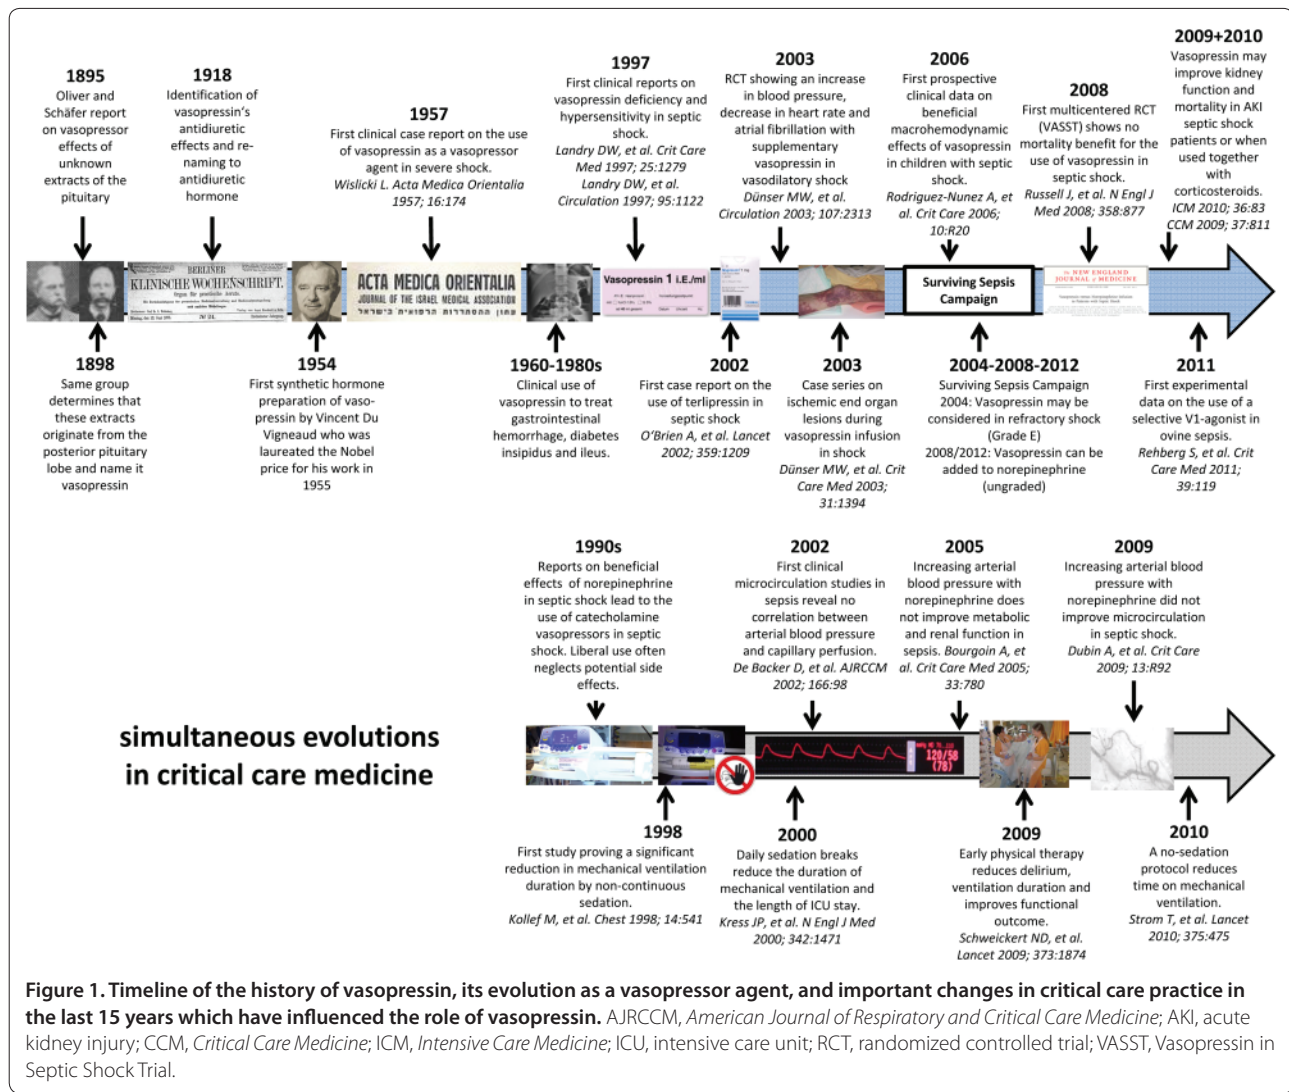 1895
Oliver and
Schäfer report
on vasopressor
effects of
unknown
extracts of the
pituitary
1918
Identification of
vasopressin's
antidiuretic
effects and re-
naming to
antidiuretic
hormone
1957
First clinical case report on the use
of vasopressin as a vasopressor
agent in severe shock.
Wislicki L. Acta Medica Orientalia
1957; 16:174
1997
First clinical reports on
vasopressin deficiency and
hypersensitivity in septic
shock.
Landry DW, et al. Crit Care
Med 1997; 25:1279
Landry DW, et al.
Circulation 1997; 95:1122
2003
RCT showing an increase
in blood pressure,
decrease in heart rate and
atrial fibrillation with
supplementary
vasopressin in
vasodilatory shock
Dünser MW, et al.
Circulation 2003; 107:2313
2006
First prospective
clinical data on
beneficial
macrohemodynamic
effects of vasopressin
in children with septic
shock.
Rodriguez-Nunez A, et
al. Crit Care 2006;
10:R20
2008
First multicentered RCT
(VASST) shows no
mortality benefit for the
use of vasopressin in
septic shock.
Russell J, et al. N Engl J
Med 2008; 358:877
2009+2010
Vasopressin may
improve kidney
function and
mortality in AKI
septic shock
patients or when
used together
with
corticosteroids.
ICM 2010; 36:83
CCM 2009; 37:811
BERLINER
KLINISCHE WOCHENSCHRIFT.
ACTA MEDICA ORIENTALIA
JOURNAL OF THE ISRAEL MEDICAL ASSOCIATION
עתון ההסתדרות הרפואית בישראל
Vasopressin 1 i.E./ml
Surviving Sepsis
Campaign
The NEW ENGLAND
JOURNAL of MEDICINE
1898
Same group
determines that
these extracts
originate from the
posterior pituitary
lobe and name it
vasopressin
1954
First synthetic hormone
preparation of vaso-
pressin by Vincent Du
Vigneaud who was
laureated the Nobel
price for his work in
1955
1960-1980s
Clinical use of
vasopressin to treat
gastrointestinal
hemorrhage, diabetes
insipidus and ileus.
2002
First case report on the
use of terlipressin in
septic shock
O'Brien A, et al. Lancet
2002; 359:1209
2003
Case series on
ischemic end organ
lesions during
vasopressin infusion
in shock
Dünser MW, et al. Crit
Care Med 2003;
31:1394
2004-2008-2012
Surviving Sepsis Campaign
2004: Vasopressin may be
considered in refractory shock
(Grade E)
2008/2012: Vasopressin can be
added to norepinephrine
(ungraded)
2011
First experimental
data on the use of a
selective V1-agonist in
ovine sepsis.
Rehberg S, et al. Crit
Care Med 2011;
39:119
1990s
Reports on beneficial
effects of norepinephrine
in septic shock lead to the
use of catecholamine
vasopressors in septic
shock. Liberal use often
neglects potential side
effects.
2002
First clinical
microcirculation studies in
sepsis reveal no
correlation between
arterial blood pressure
and capillary perfusion.
De Backer D, et al. AJRCCM
2002; 166:98
2005
Increasing arterial
blood pressure with
norepinephrine does
not improve metabolic
and renal function in
sepsis. Bourgoin A, et
al. Crit Care Med 2005;
33:780
2009
Increasing arterial blood
pressure with
norepinephrine did not
improve microcirculation
in septic shock.
Dubin A, et al. Crit Care
2009; 13:R92
simultaneous evolutions
in critical care medicine
120/58
(78)
1998
First study proving a significant
reduction in mechanical ventilation
duration by non-continuous
sedation.
Kollef M, et al. Chest 1998; 14:541
2000
Daily sedation breaks
reduce the duration of
mechanical ventilation and
the length of ICU stay.
Kress JP, et al. N Engl J Med
2000; 342:1471
2009
Early physical therapy
reduces delirium,
ventilation duration and
improves functional
outcome.
Schweickert ND, et al.
Lancet 2009; 373:1874
2010
A no-sedation
protocol reduces
time on mechanical
ventilation.
Strom T, et al. Lancet
2010; 375:475
Figure 1. Timeline of the history of vasopressin, its evolution as a vasopressor agent, and important changes in critical care practice in
the last 15 years which have influenced the role of vasopressin. AJRCCM, American Journal of Respiratory and Critical Care Medicine; AKI, acute
kidney injury; CCM, Critical Care Medicine; ICM, Intensive Care Medicine; ICU, intensive care unit; RCT, randomized controlled trial; VASST, Vasopressin in
Septic Shock Trial.